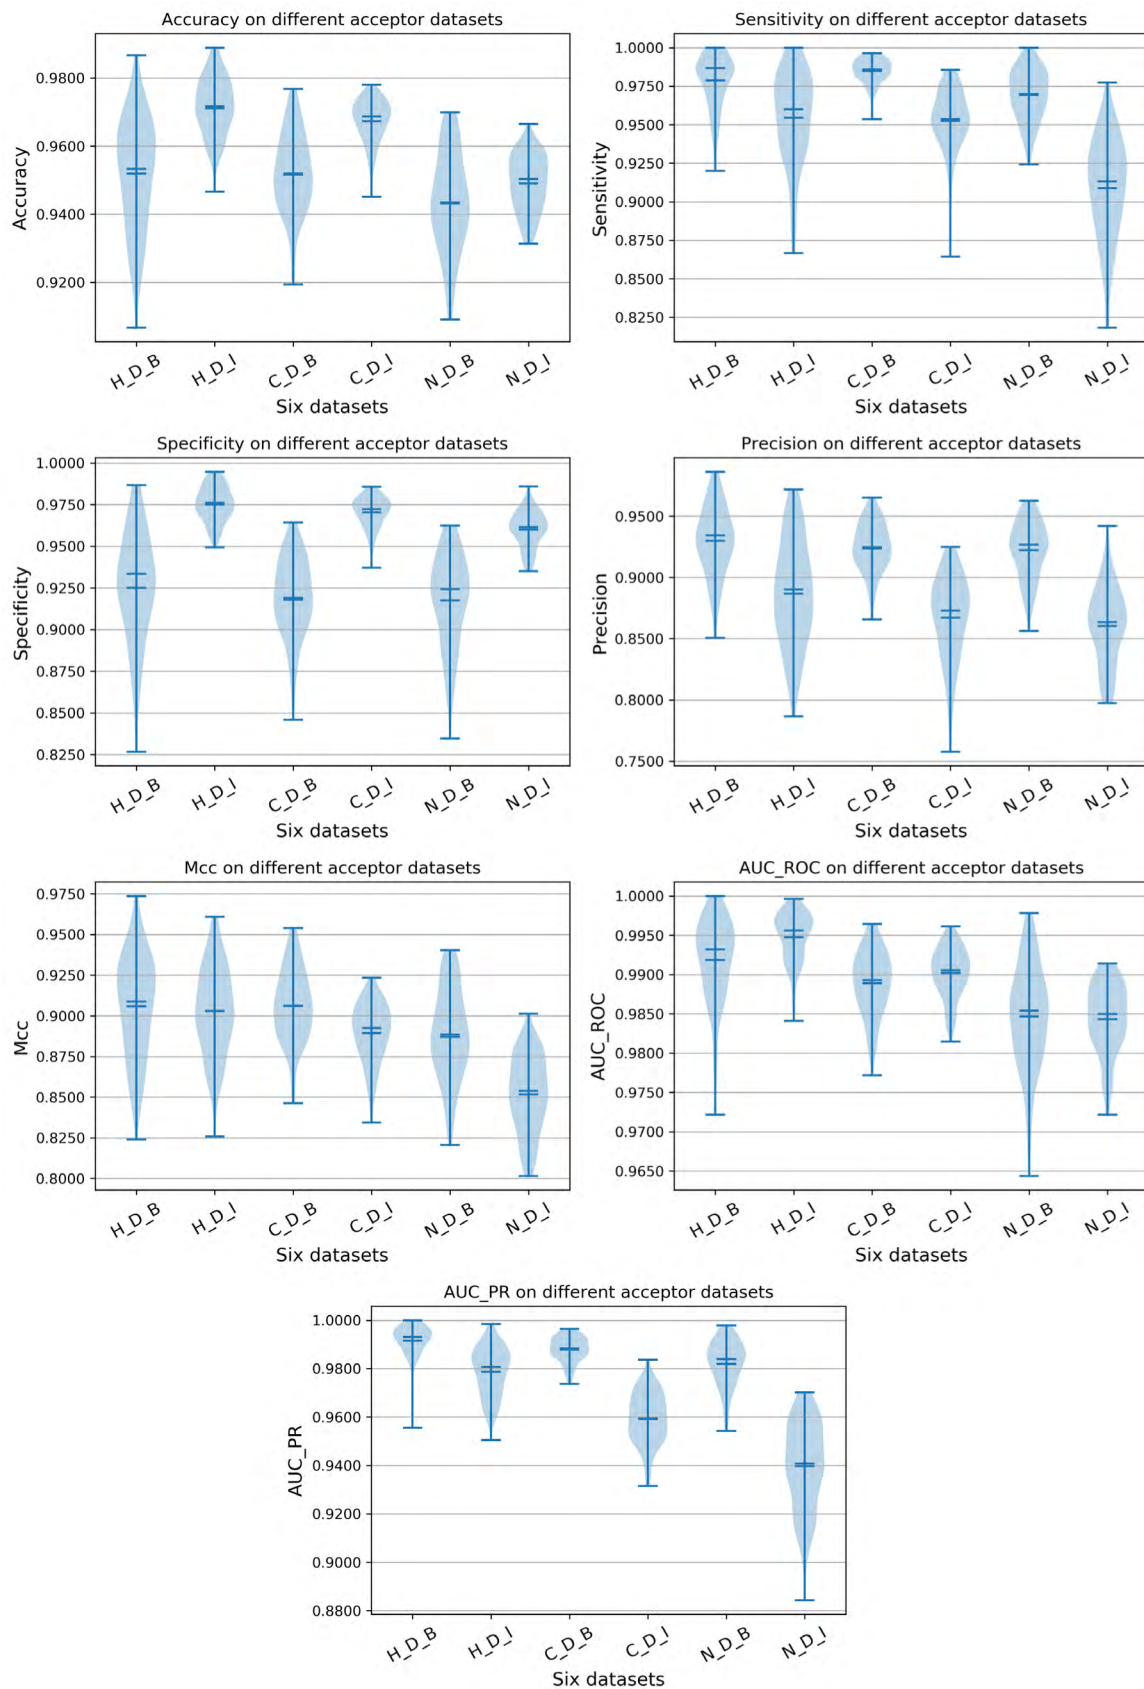 Accuracy on different acceptor datasets
0.9800
0.9600
0.9400
0.9200
Accuracy
H_D_B H_D_I C_D_B C_D_I N_D_B N_D_I
Six datasets
Sensitivity on different acceptor datasets
1.0000
0.9750
0.9500
0.9250
0.9000
0.8750
0.8500
0.8250
Sensitivity
H_D_B H_D_I C_D_B C_D_I N_D_B N_D_I
Six datasets
Specificity on different acceptor datasets
1.0000
0.9750
0.9500
0.9250
0.9000
0.8750
0.8500
0.8250
Specificity
H_D_B H_D_I C_D_B C_D_I N_D_B N_D_I
Six datasets
Precision on different acceptor datasets
0.9500
0.9000
0.8500
0.8000
0.7500
Precision
H_D_B H_D_I C_D_B C_D_I N_D_B N_D_I
Six datasets
Mcc on different acceptor datasets
0.9750
0.9500
0.9250
0.9000
0.8750
0.8500
0.8250
0.8000
Mcc
H_D_B H_D_I C_D_B C_D_I N_D_B N_D_I
Six datasets
AUC_ROC on different acceptor datasets
1.0000
0.9950
0.9900
0.9850
0.9800
0.9750
0.9700
0.9650
AUC_ROC
H_D_B H_D_I C_D_B C_D_I N_D_B N_D_I
Six datasets
AUC_PR on different acceptor datasets
1.0000
0.9800
0.9600
0.9400
0.9200
0.9000
0.8800
AUC_PR
H_D_B H_D_I C_D_B C_D_I N_D_B N_D_I
Six datasets